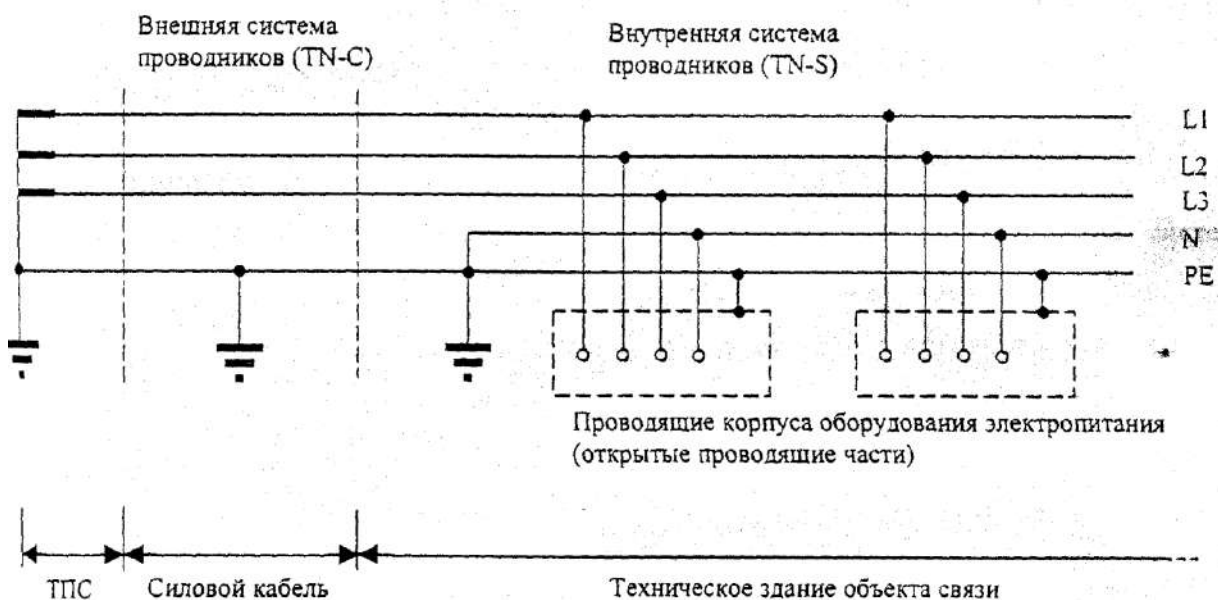 Внешняя система
проводников (TN-C)
Внутренняя система
проводников (TN-S)
L1
L2
L3
N
PE
Проводящие корпуса оборудования электропитания
(открытые проводящие части)
ТПС
Силовой кабель
Техническое здание объекта связи